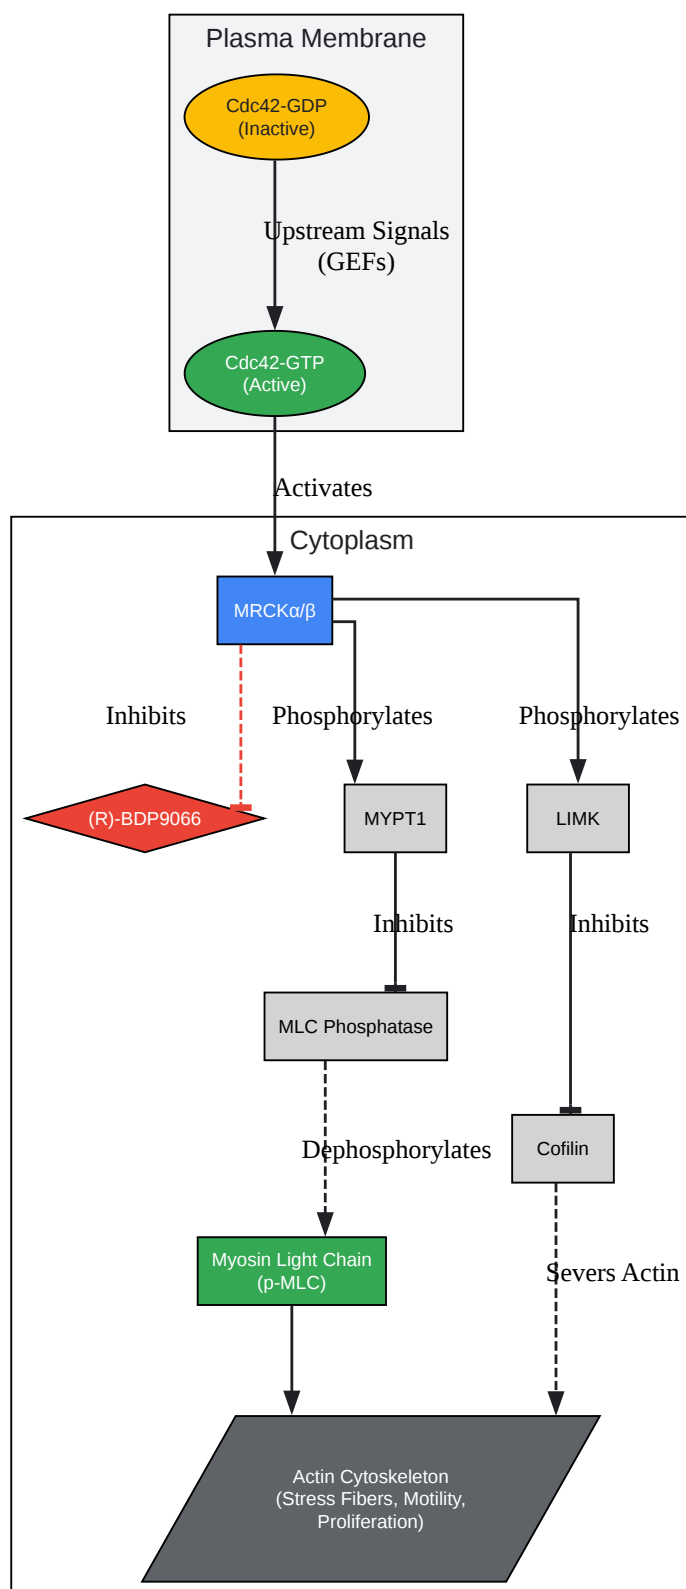 Plasma Membrane
Cdc42-GDP
(Inactive)
Upstream Signals
(GEFs)
Cdc42-GTP
(Active)
Activates
Cytoplasm
MRCKα/β
Inhibits
Phosphorylates
Phosphorylates
(R)-BDP9066
MYPT1
LIMK
Inhibits
Inhibits
MLC Phosphatase
Dephosphorylates
Cofilin
Myosin Light Chain
(p-MLC)
Severs Actin
Actin Cytoskeleton
(Stress Fibers, Motility,
Proliferation)